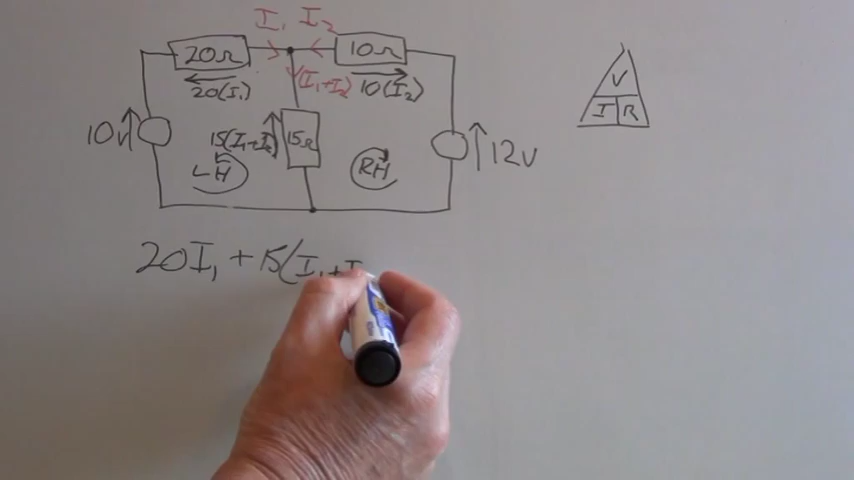 I₁ I₂
20Ω 10Ω
20(I₁) (I₁+I₂) 10(I₂)
V
I R
10v 15(I₁+I₂) 15Ω 12v
LH RH
20I₁ + 15(I₁+I